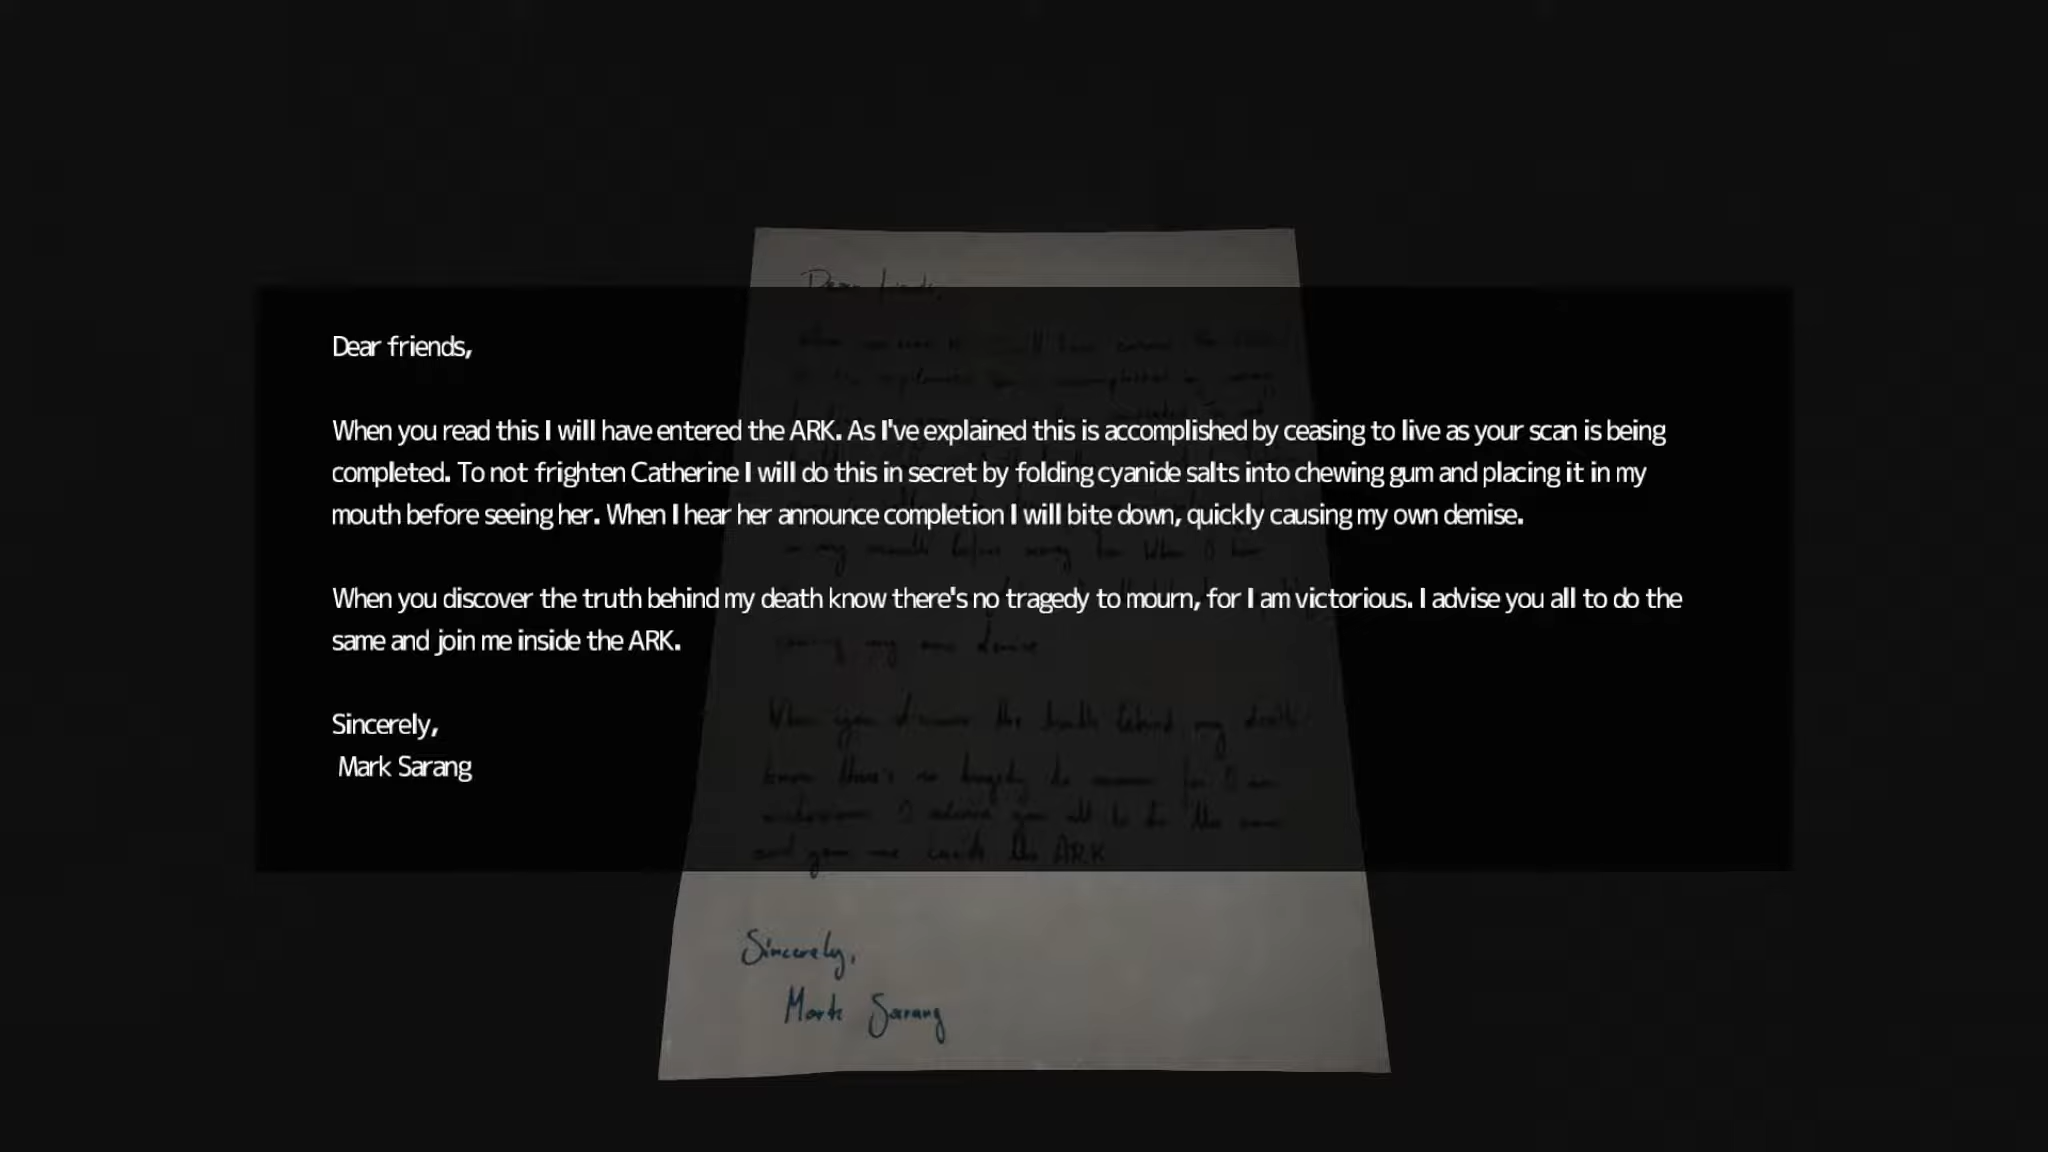 Dear friends,
When you read this I will have entered the ARK. As I've explained this is accomplished by ceasing to live as your scan is being
completed. To not frighten Catherine I will do this in secret by folding cyanide salts into chewing gum and placing it in my
mouth before seeing her. When I hear her announce completion I will bite down, quickly causing my own demise.
When you discover the truth behind my death know there's no tragedy to mourn, for I am victorious. I advise you all to do the
same and join me inside the ARK.
Sincerely,
Mark Sarang
Sincerely,
Mark Sarang